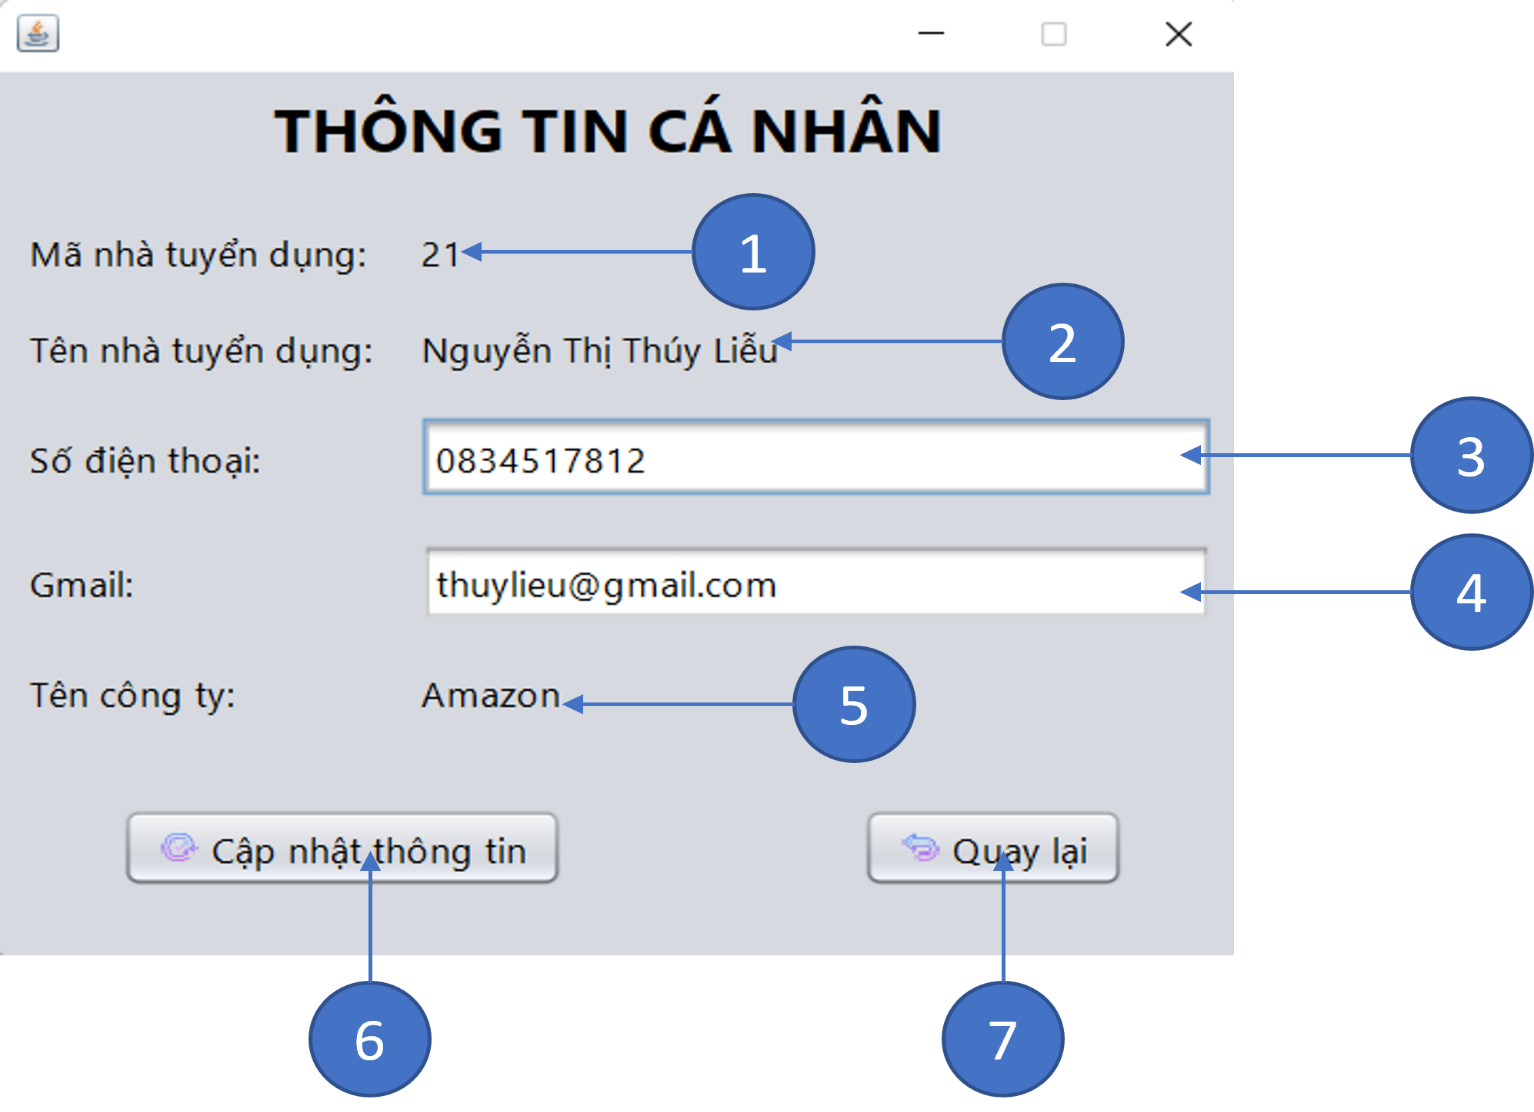 THÔNG TIN CÁ NHÂN
Mã nhà tuyển dụng: 21 1
Tên nhà tuyển dụng: Nguyễn Thị Thúy Liễu 2
Số điện thoại: 0834517812 3
Gmail: thuylieu@gmail.com 4
Tên công ty: Amazon 5
Cập nhật thông tin Quay lại
6 7